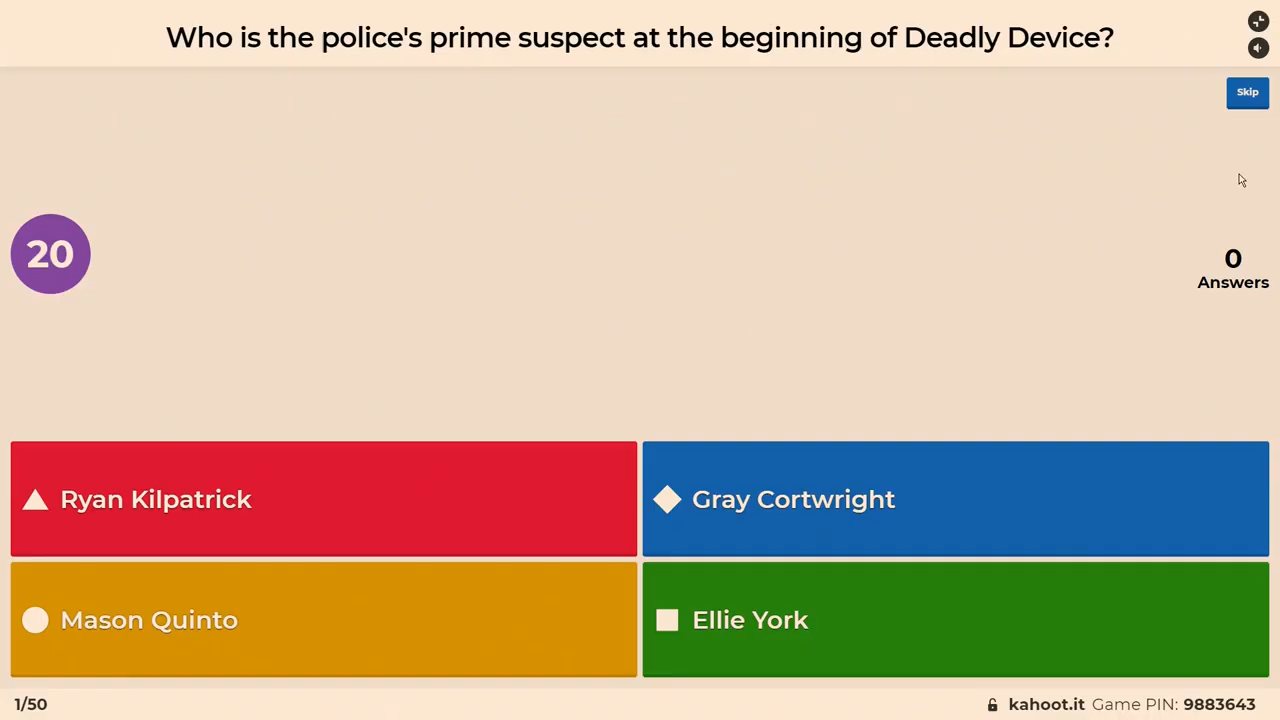 Who is the police's prime suspect at the beginning of Deadly Device?
Skip
20
0
Answers
Ryan Kilpatrick
Gray Cortwright
Mason Quinto
Ellie York
1/50
kahoot.it Game PIN: 9883643